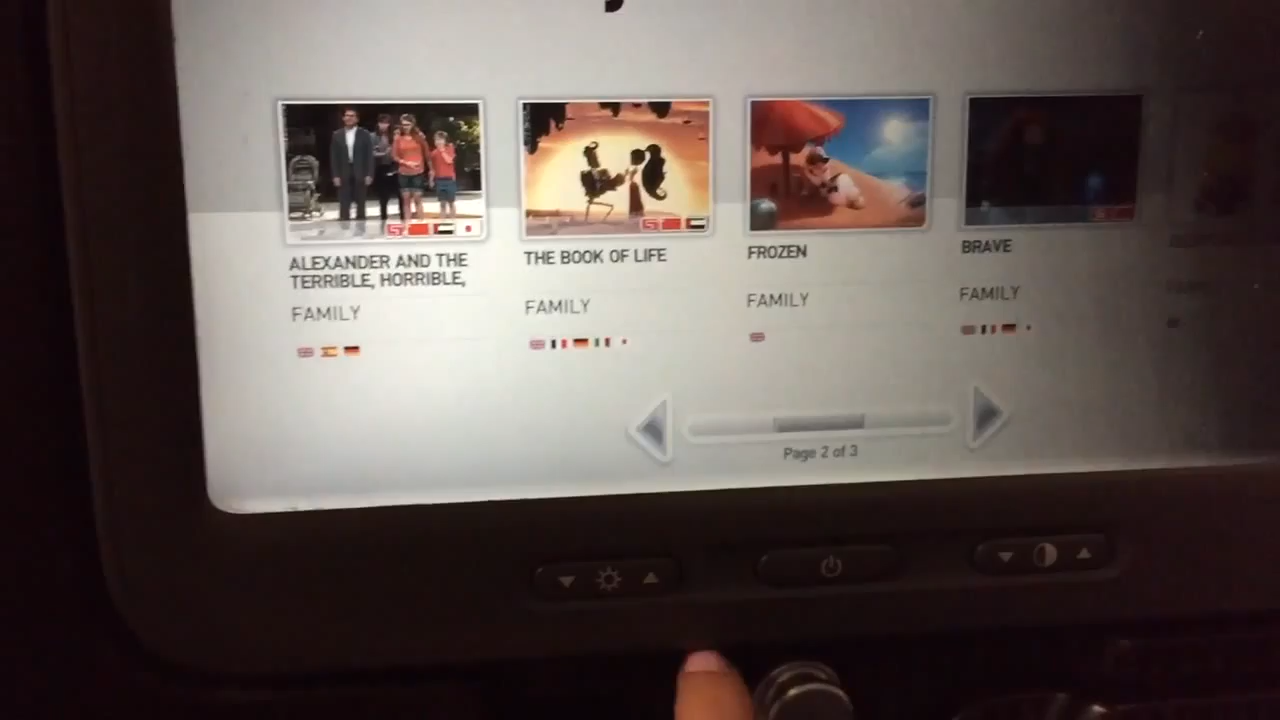 ALEXANDER AND THE
TERRIBLE, HORRIBLE,
FAMILY
THE BOOK OF LIFE
FAMILY
FROZEN
FAMILY
BRAVE
FAMILY
Page 2 of 3